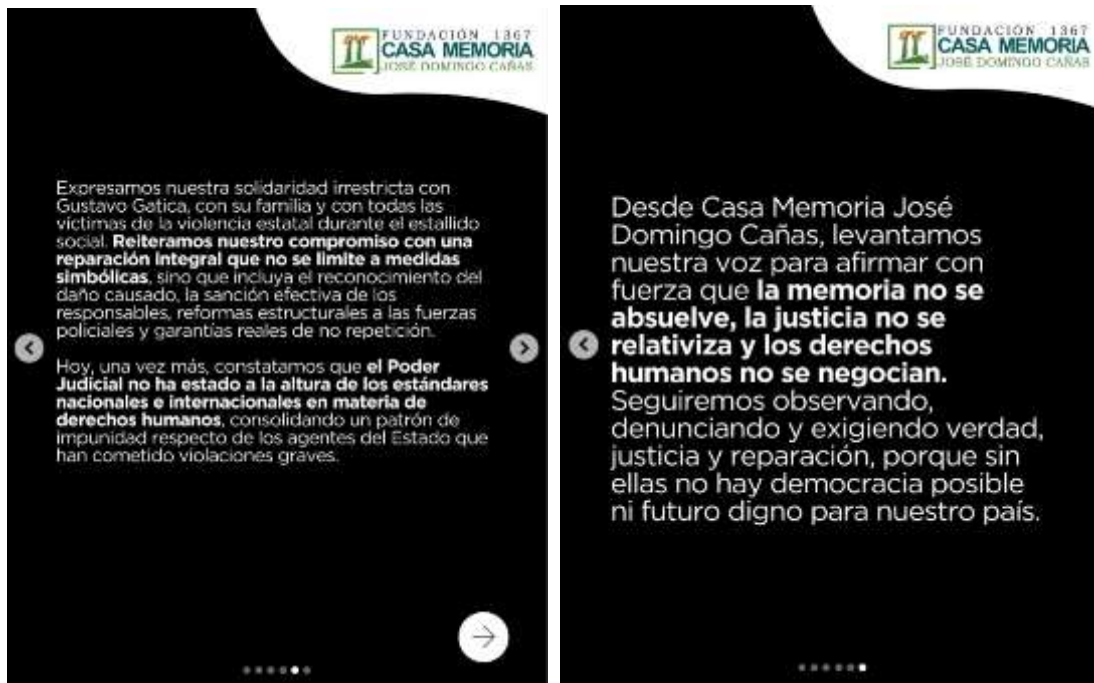 FUNDACIÓN 1367
CASA MEMORIA
JOSÉ DOMINGO CAÑAS
Expresamos nuestra solidaridad irrestricta con
Gustavo Gatica, con su familia y con todas las
víctimas de la violencia estatal durante el estallido
social. Reiteramos nuestro compromiso con una
reparación integral que no se limite a medidas
simbólicas, sino que incluya el reconocimiento del
daño causado, la sanción efectiva de los
responsables, reformas estructurales a las fuerzas
policiales y garantías reales de no repetición.
Hoy, una vez más, constatamos que el Poder
Judicial no ha estado a la altura de los estándares
nacionales e internacionales en materia de
derechos humanos, consolidando un patrón de
impunidad respecto de los agentes del Estado que
han cometido violaciones graves.
FUNDACIÓN 1367
CASA MEMORIA
JOSÉ DOMINGO CAÑAS
Desde Casa Memoria José
Domingo Cañas, levantamos
nuestra voz para afirmar con
fuerza que la memoria no se
absuelve, la justicia no se
relativiza y los derechos
humanos no se negocian.
Seguiremos observando,
denunciando y exigiendo verdad,
justicia y reparación, porque sin
ellas no hay democracia posible
ni futuro digno para nuestro país.